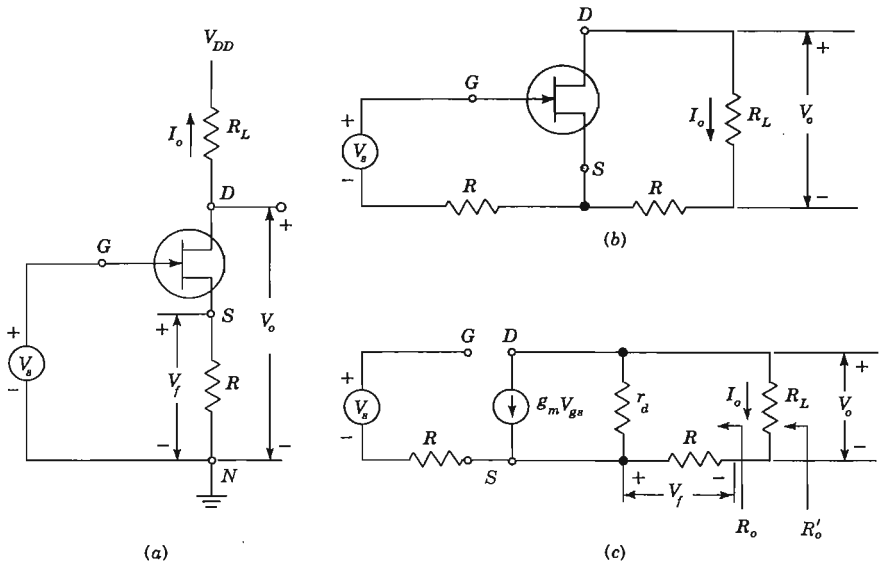 V_DD
I_o
R_L
D
+
G
+
V_s
−
S
+
V_f
−
R
V_o
−
N
(a)
D
+
G
+
V_s
−
I_o
R_L
V_o
S
R
R
−
(b)
G
D
+
+
V_s
−
g_m V_gs
r_d
I_o
R_L
V_o
R
R
S
+
V_f
−
−
R_o
R'_o
(c)